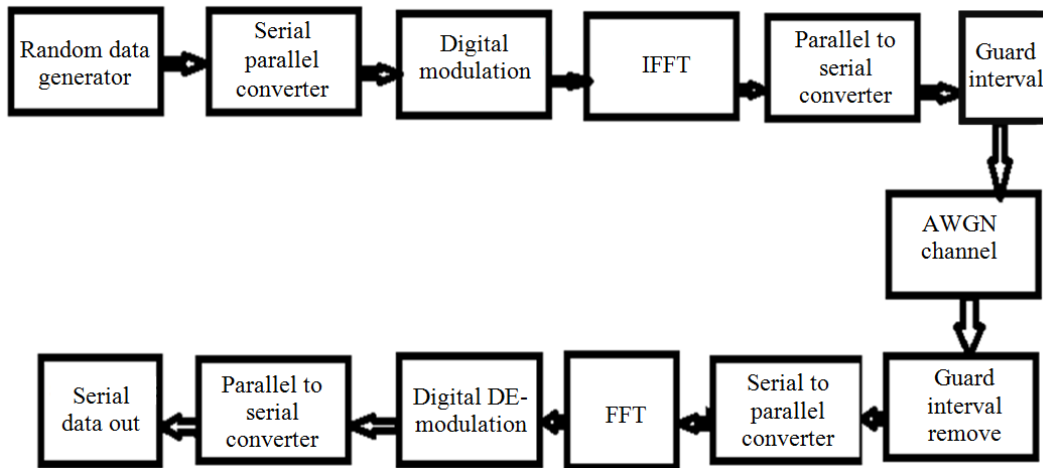 Random data
generator
Serial
parallel
converter
Digital
modulation
IFFT
Parallel to
serial
converter
Guard
interval
AWGN
channel
Guard
interval
remove
Serial to
parallel
converter
FFT
Digital DE-
modulation
Parallel to
serial
converter
Serial
data out